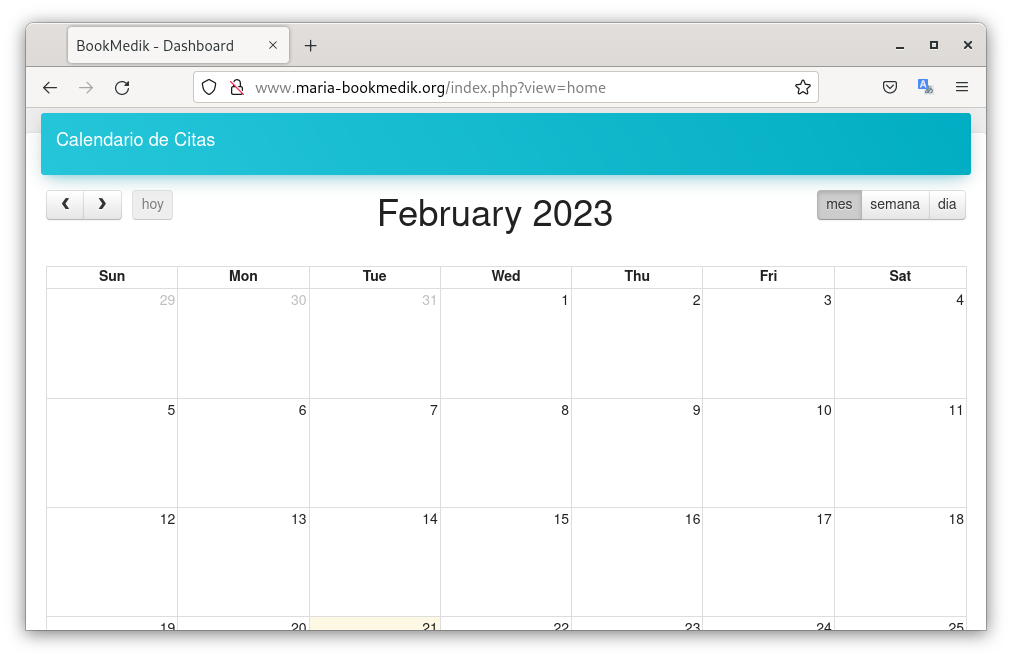 BookMedik - Dashboard
www.maria-bookmedik.org/index.php?view=home
Calendario de Citas
hoy
February 2023
mes semana dia
Sun Mon Tue Wed Thu Fri Sat
29 30 31 1 2 3 4
5 6 7 8 9 10 11
12 13 14 15 16 17 18
19 20 21 22 23 24 25